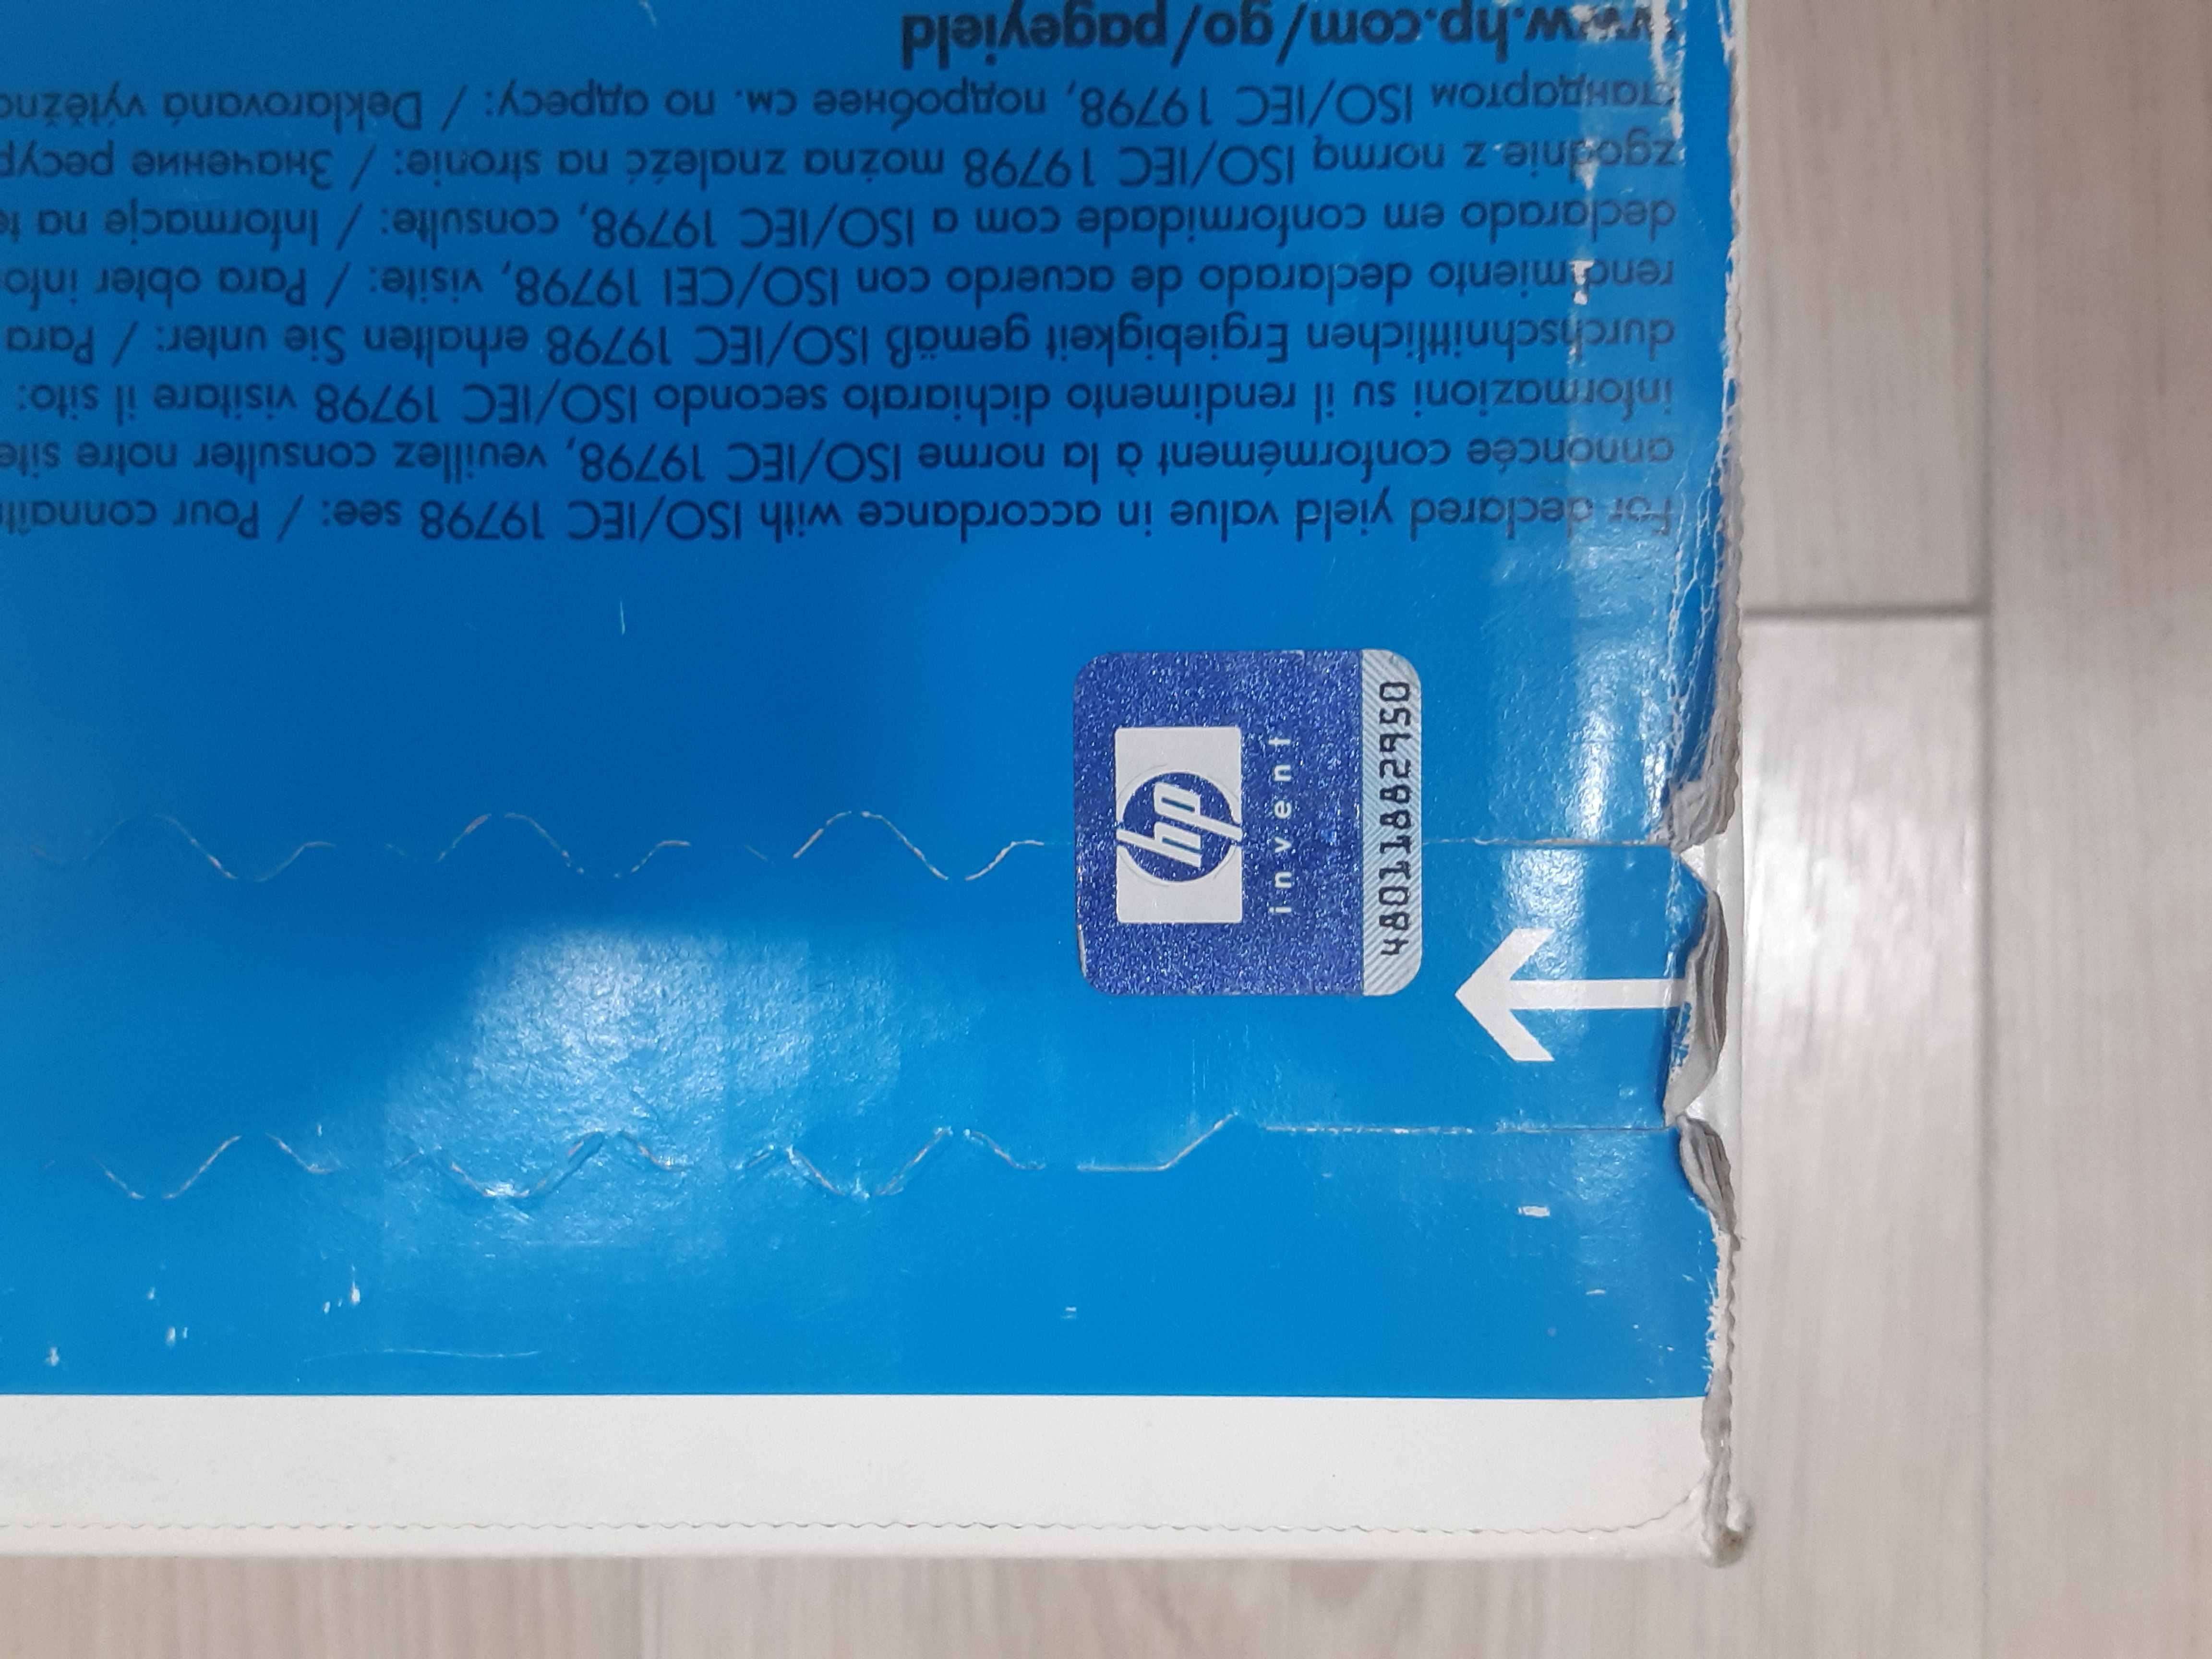 For declared yield value in accordance with ISO/IEC 19798 see: / Pour connaît
annoncée conformément à la norme ISO/IEC 19798, veuillez consulter notre site
informazioni su il rendimento dichiarato secondo ISO/IEC 19798 visitare il sito:
durchschnittlichen Ergiebigkeit gemäß ISO/IEC 19798 erhalten Sie unter: / Para
rendimiento declarado de acuerdo con ISO/CEI 19798, visite: / Para obter info
declarado em conformidade com a ISO/IEC 19798, consulte: / Informacje na te
zgodnie z normą ISO/IEC 19798 można znaleźć na stronie: / Значение ресур
стандартом ISO/IEC 19798, подробнее см. по адресу: / Deklarovaná výtěžno
www.hp.com/go/pageyield
hp
invent
48011882950